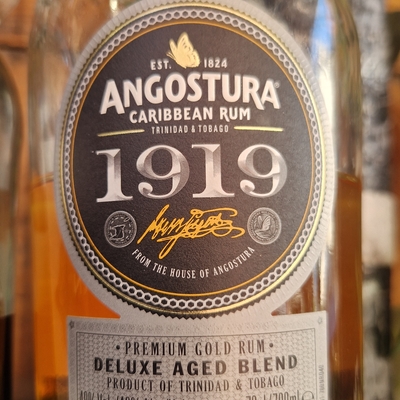 EST. 1824
ANGOSTURA®
CARIBBEAN RUM
TRINIDAD & TOBAGO
1919
FROM THE HOUSE OF ANGOSTURA
• PREMIUM GOLD RUM •
DELUXE AGED BLEND
PRODUCT OF TRINIDAD & TOBAGO